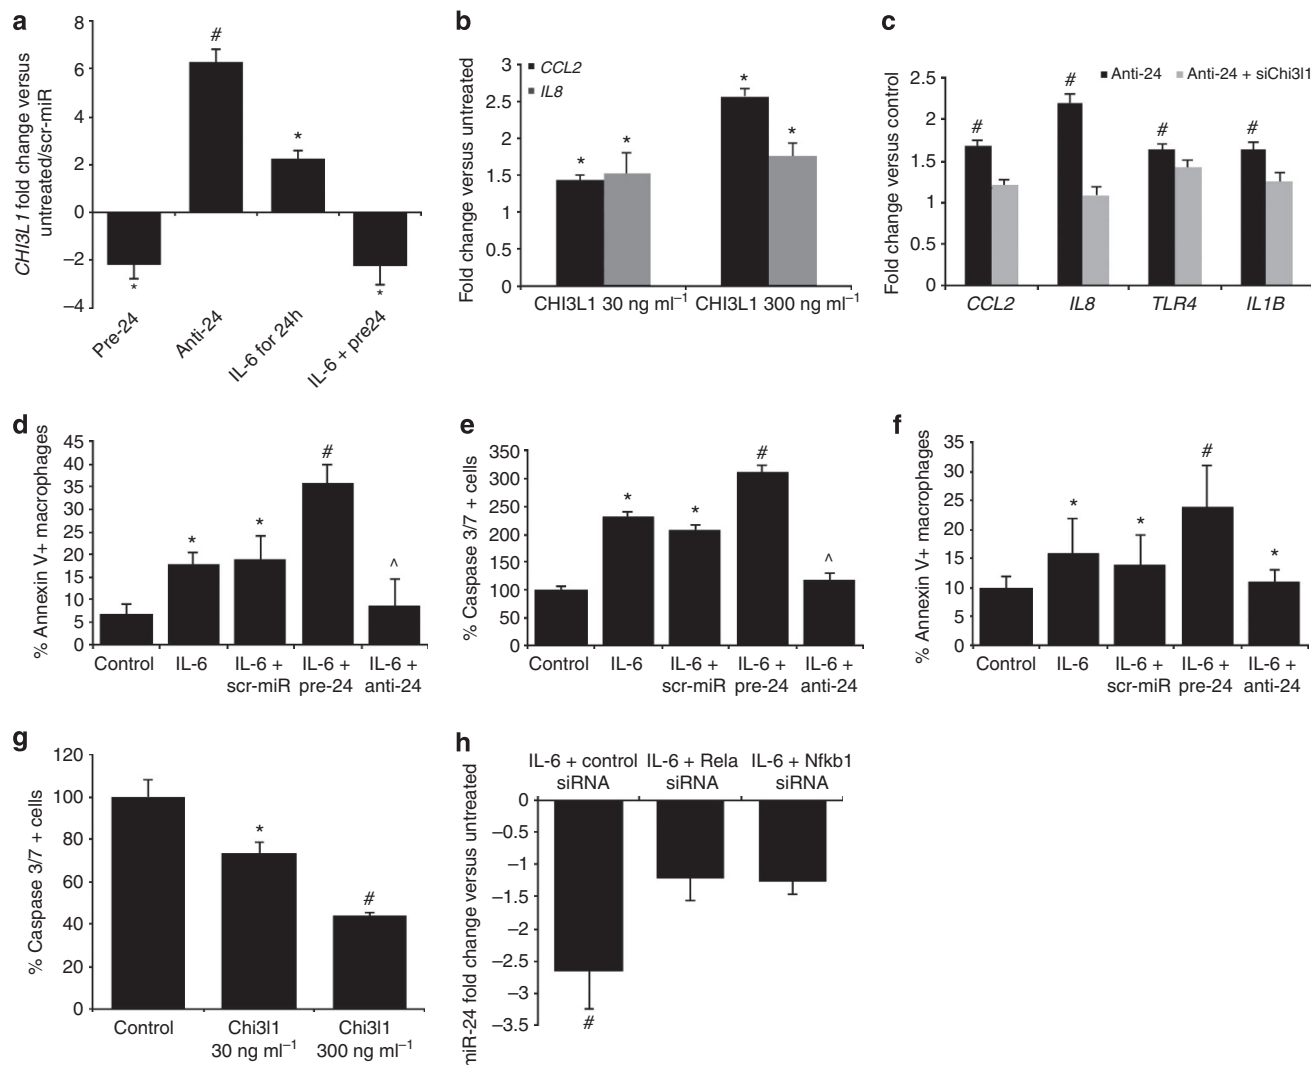 a
CHI3L1 fold change versus
untreated/scr-miR
8
6
4
2
0
−2
−4
#
*
*
*
Pre-24
Anti-24
IL-6 for 24h
IL-6 + pre24
b
Fold change versus untreated
3
2.5
2
1.5
1
0.5
0
CCL2
IL8
*
*
*
*
CHI3L1 30 ng ml⁻¹
CHI3L1 300 ng ml⁻¹
c
Fold change versus control
2.5
2
1.5
1
0.5
0
Anti-24
Anti-24 + siChi3l1
#
#
#
#
CCL2
IL8
TLR4
IL1B
d
% Annexin V+ macrophages
45
40
35
30
25
20
15
10
5
0
*
*
#
^
Control
IL-6
IL-6 +
scr-miR
IL-6 +
pre-24
IL-6 +
anti-24
e
% Caspase 3/7 + cells
350
300
250
200
150
100
50
0
*
*
#
^
Control
IL-6
IL-6 +
scr-miR
IL-6 +
pre-24
IL-6 +
anti-24
f
% Annexin V+ macrophages
35
30
25
20
15
10
5
0
*
*
#
*
Control
IL-6
IL-6 +
scr-miR
IL-6 +
pre-24
IL-6 +
anti-24
g
% Caspase 3/7 + cells
120
100
80
60
40
20
0
*
#
Control
Chi3l1
30 ng ml⁻¹
Chi3l1
300 ng ml⁻¹
h
miR-24 fold change versus untreated
IL-6 + control
siRNA
IL-6 + Rela
siRNA
IL-6 + Nfkb1
siRNA
0
−0.5
−1
−1.5
−2
−2.5
−3
−3.5
#